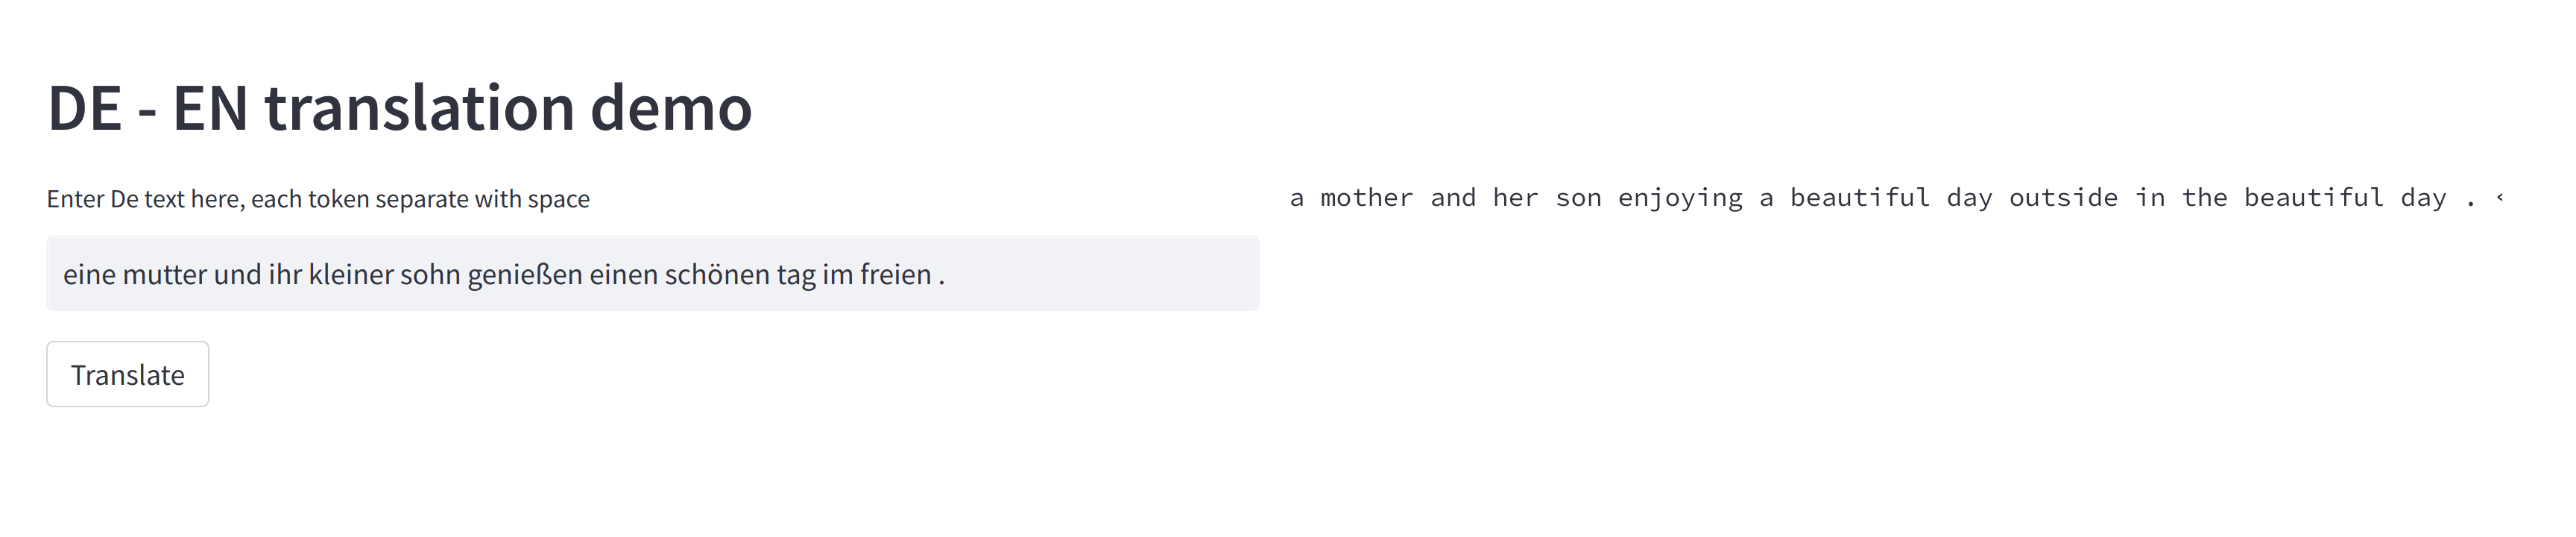 DE - EN translation demo
Enter De text here, each token separate with space
eine mutter und ihr kleiner sohn genießen einen schönen tag im freien .
Translate
a mother and her son enjoying a beautiful day outside in the beautiful day . <